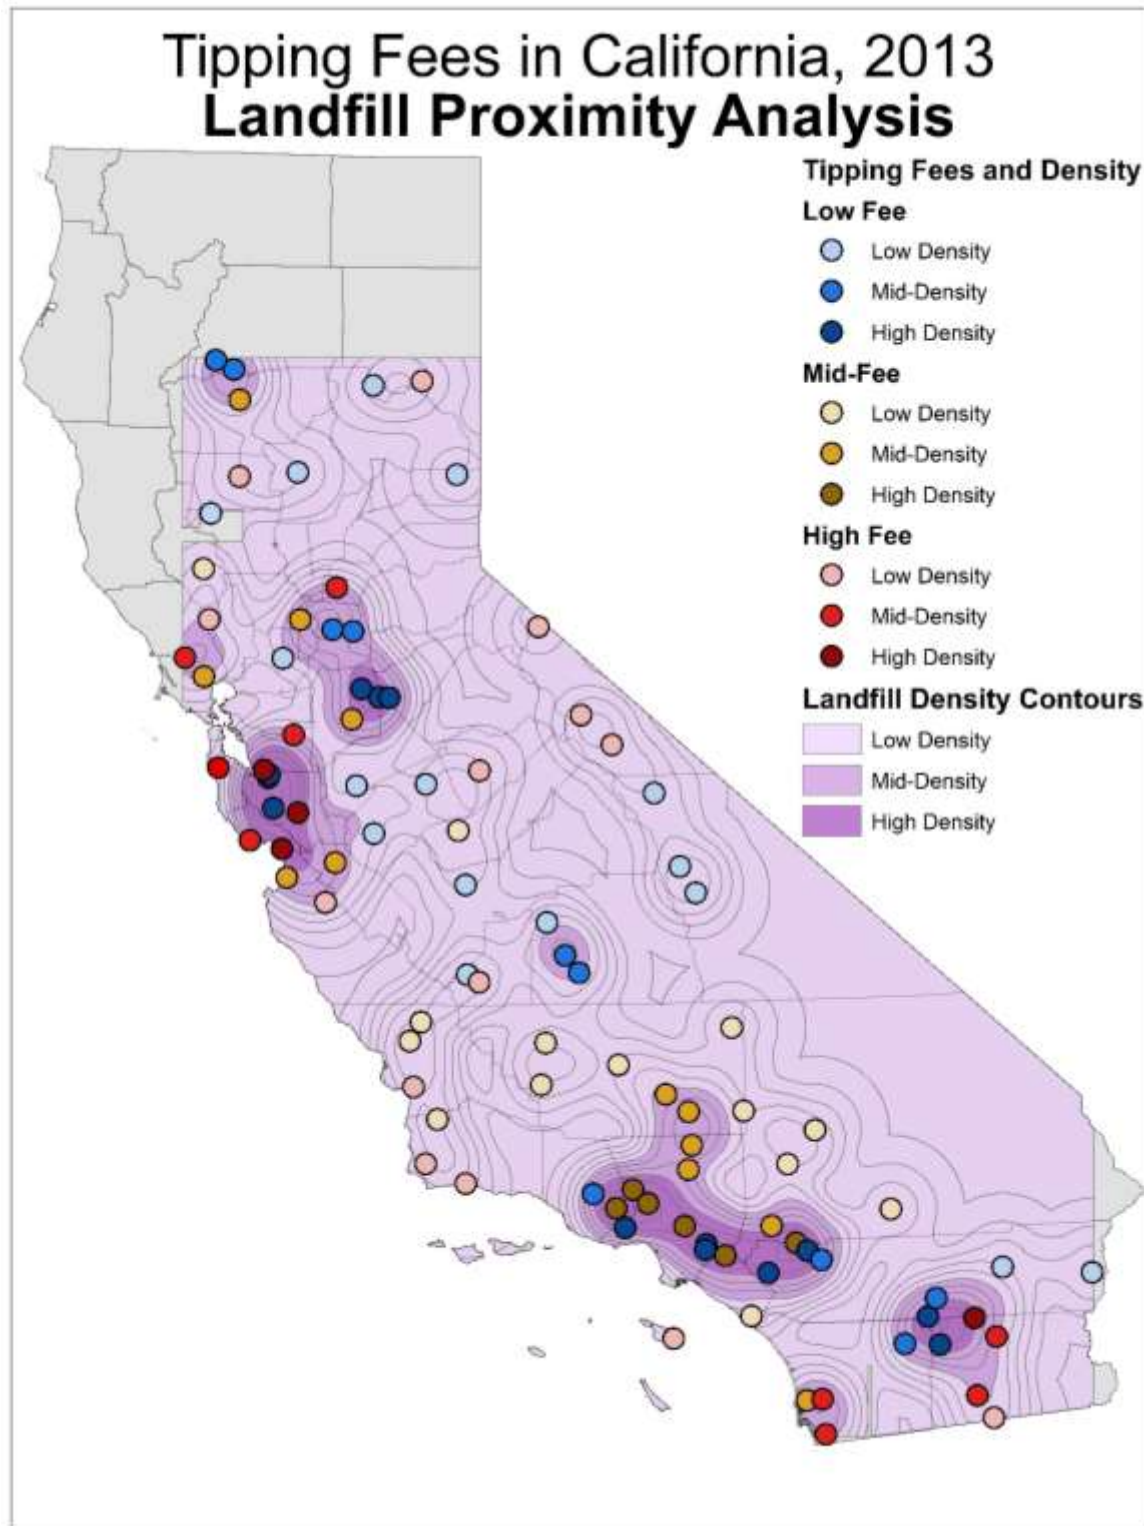 Tipping Fees in California, 2013
Landfill Proximity Analysis
Tipping Fees and Density
Low Fee
Low Density
Mid-Density
High Density
Mid-Fee
Low Density
Mid-Density
High Density
High Fee
Low Density
Mid-Density
High Density
Landfill Density Contours
Low Density
Mid-Density
High Density